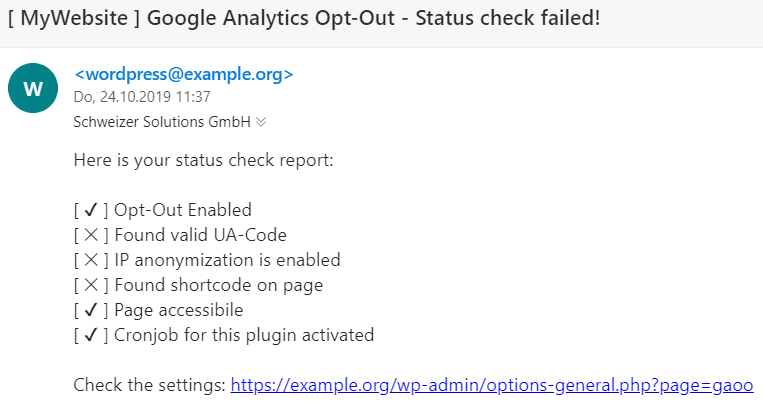 [ MyWebsite ] Google Analytics Opt-Out - Status check failed!
W
<wordpress@example.org>
Do, 24.10.2019 11:37
Schweizer Solutions GmbH
Here is your status check report:
[ ✔ ] Opt-Out Enabled
[ ✕ ] Found valid UA-Code
[ ✕ ] IP anonymization is enabled
[ ✕ ] Found shortcode on page
[ ✔ ] Page accessibile
[ ✔ ] Cronjob for this plugin activated
Check the settings: https://example.org/wp-admin/options-general.php?page=gaoo